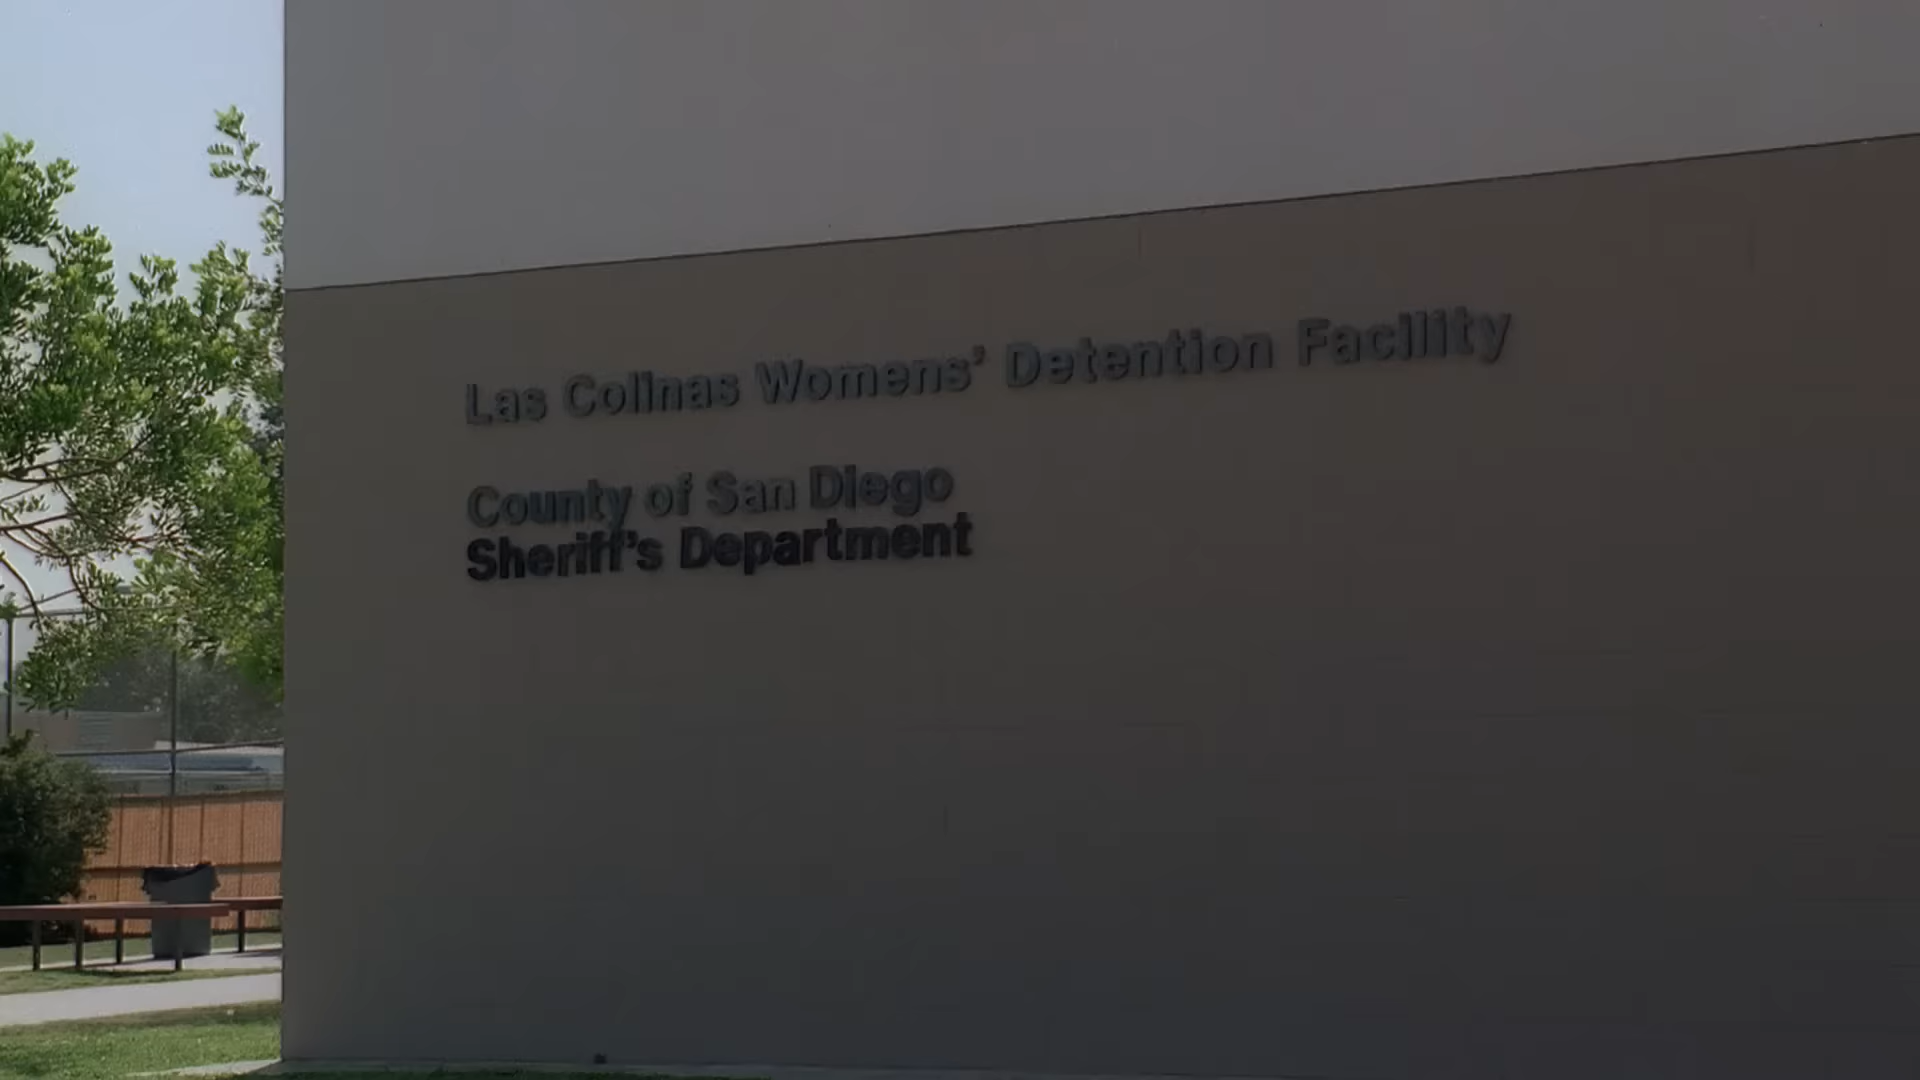 Las Colinas Womens' Detention Facility
County of San Diego
Sheriff's Department